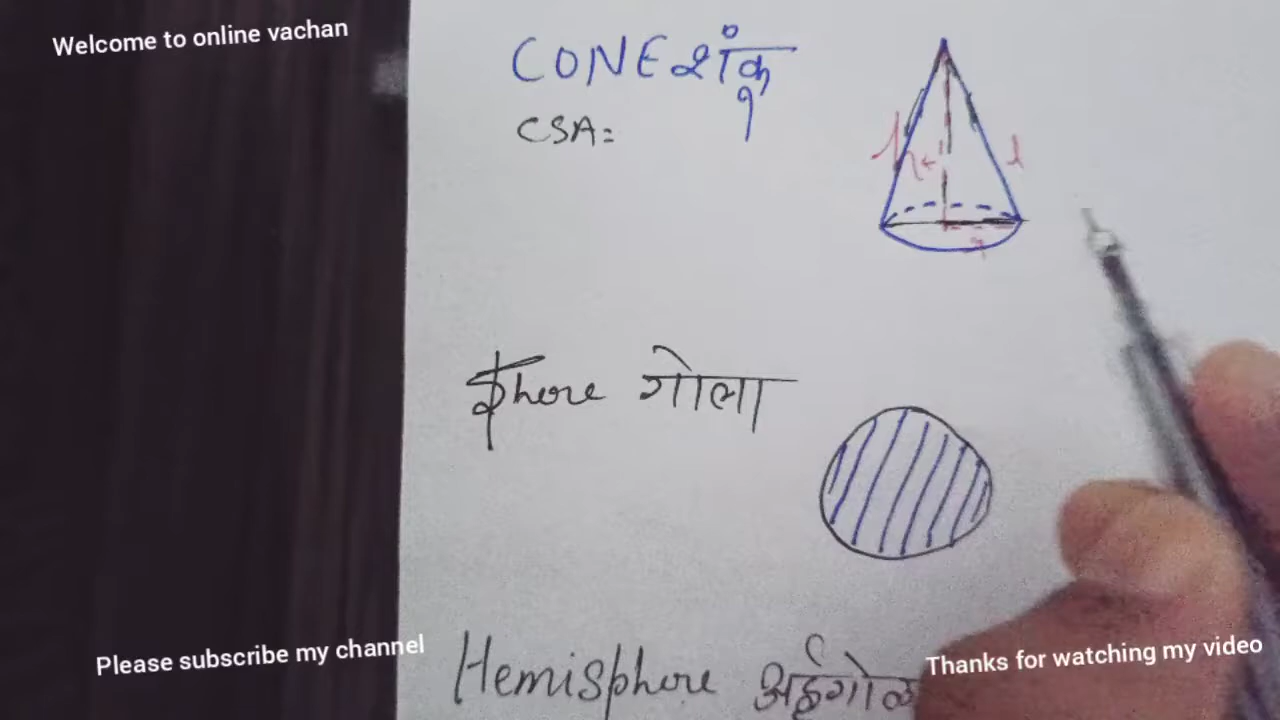 Welcome to online vachan
CONE शंकु
CSA=
h
l
r
Sphere गोला
Hemisphere अर्द्धगोला
Please subscribe my channel
Thanks for watching my video